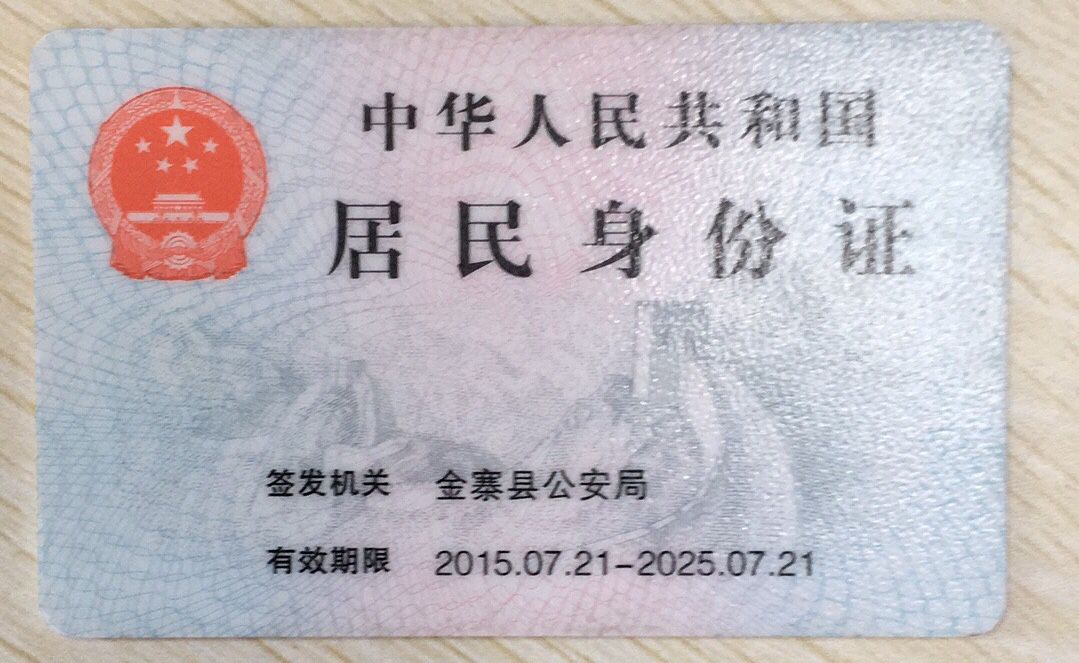 中华人民共和国
居民身份证
签发机关 金寨县公安局
有效期限 2015.07.21-2025.07.21